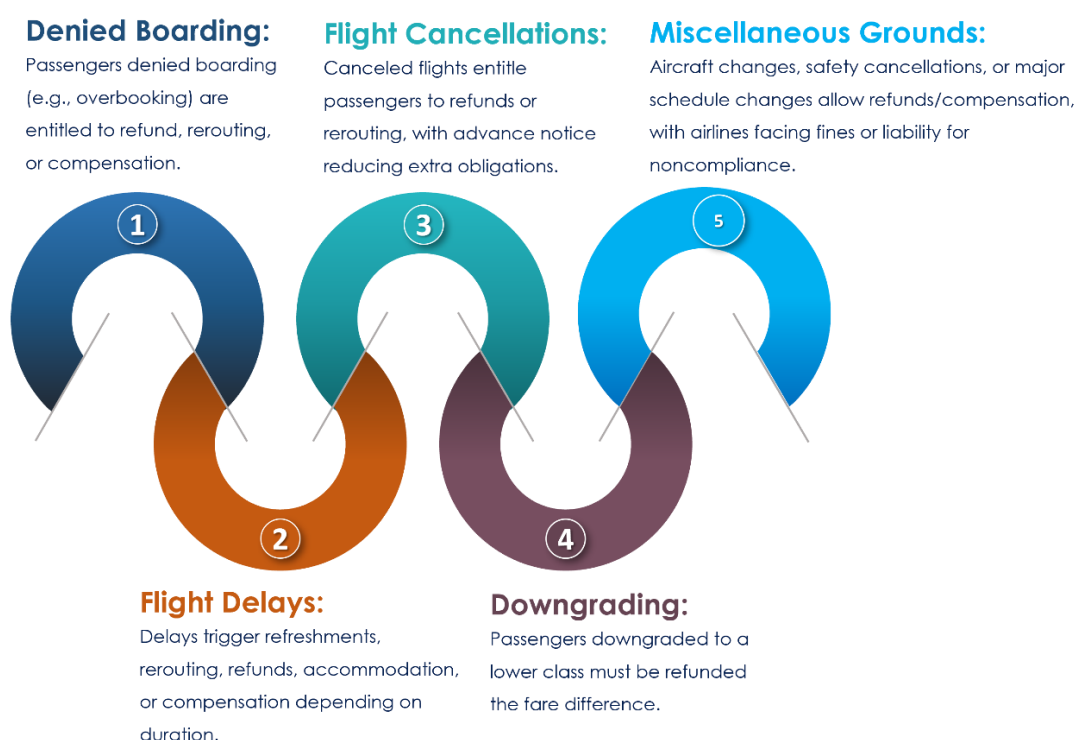 Denied Boarding:
Passengers denied boarding
(e.g., overbooking) are
entitled to refund, rerouting,
or compensation.
1
Flight Delays:
Delays trigger refreshments,
rerouting, refunds, accommodation,
or compensation depending on
duration.
2
Flight Cancellations:
Canceled flights entitle
passengers to refunds or
rerouting, with advance notice
reducing extra obligations.
3
Downgrading:
Passengers downgraded to a
lower class must be refunded
the fare difference.
4
Miscellaneous Grounds:
Aircraft changes, safety cancellations, or major
schedule changes allow refunds/compensation,
with airlines facing fines or liability for
noncompliance.
5